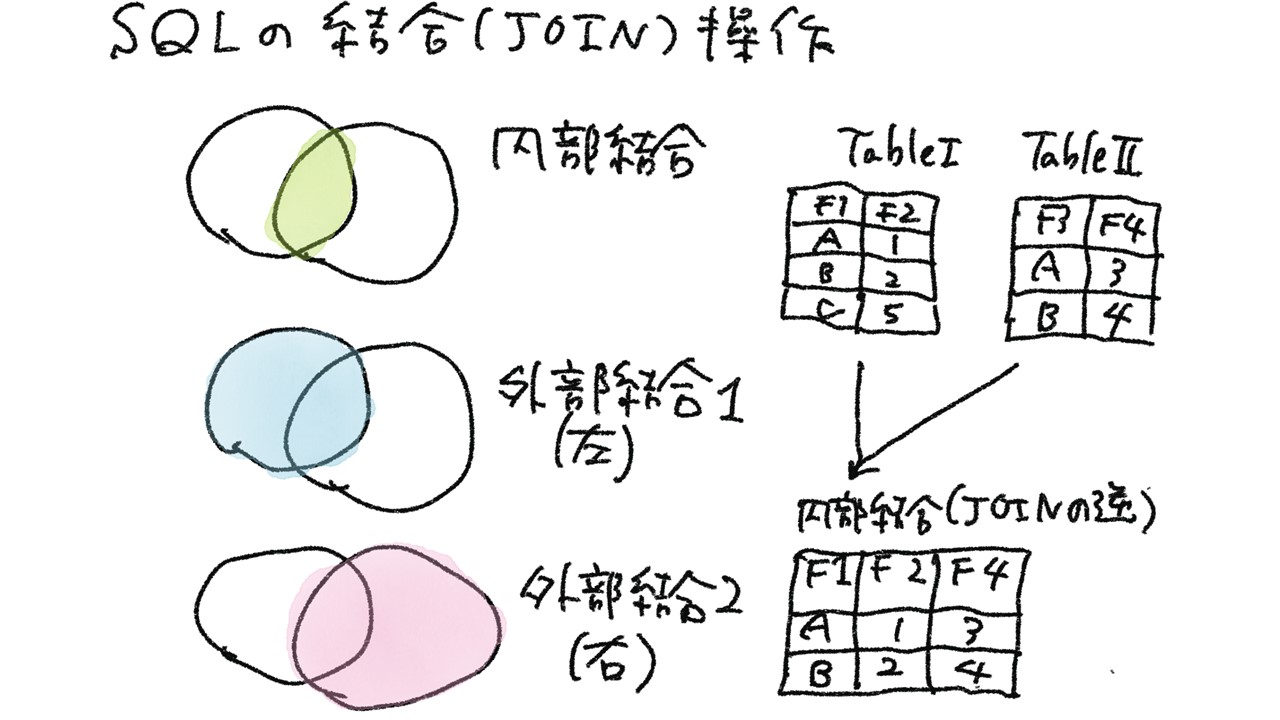 SQLの結合(JOIN)操作
内部結合
外部結合1
(左)
外部結合2
(右)
TableⅠ
F1 F2
A 1
B 2
C 5
TableⅡ
F3 F4
A 3
B 4
内部結合(JOINの逆)
F1 F2 F4
A 1 3
B 2 4